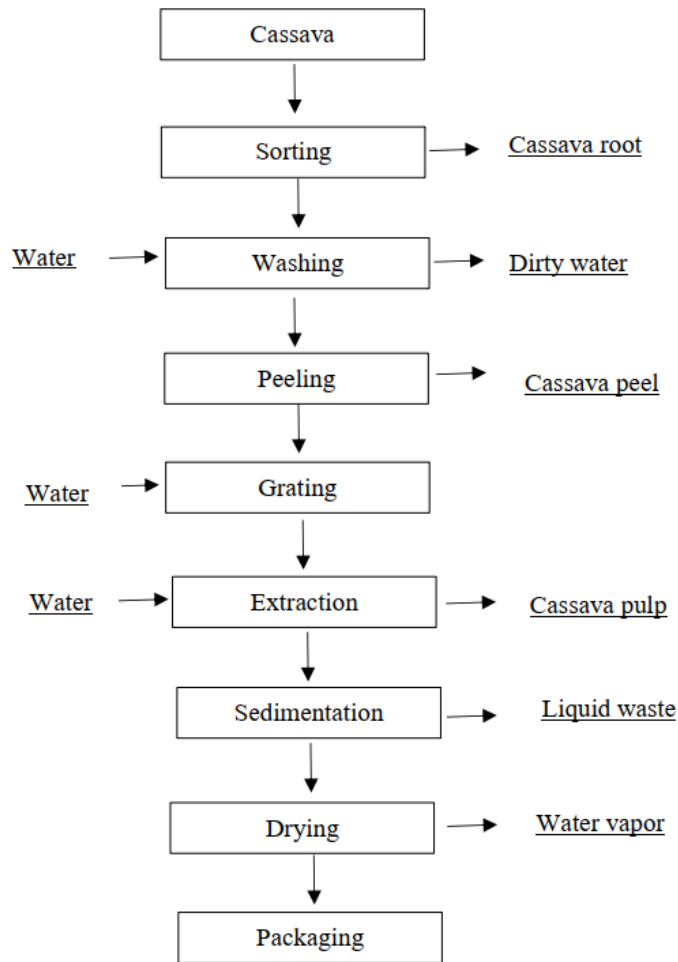 Cassava
Sorting
Cassava root
Water
Washing
Dirty water
Peeling
Cassava peel
Water
Grating
Water
Extraction
Cassava pulp
Sedimentation
Liquid waste
Drying
Water vapor
Packaging